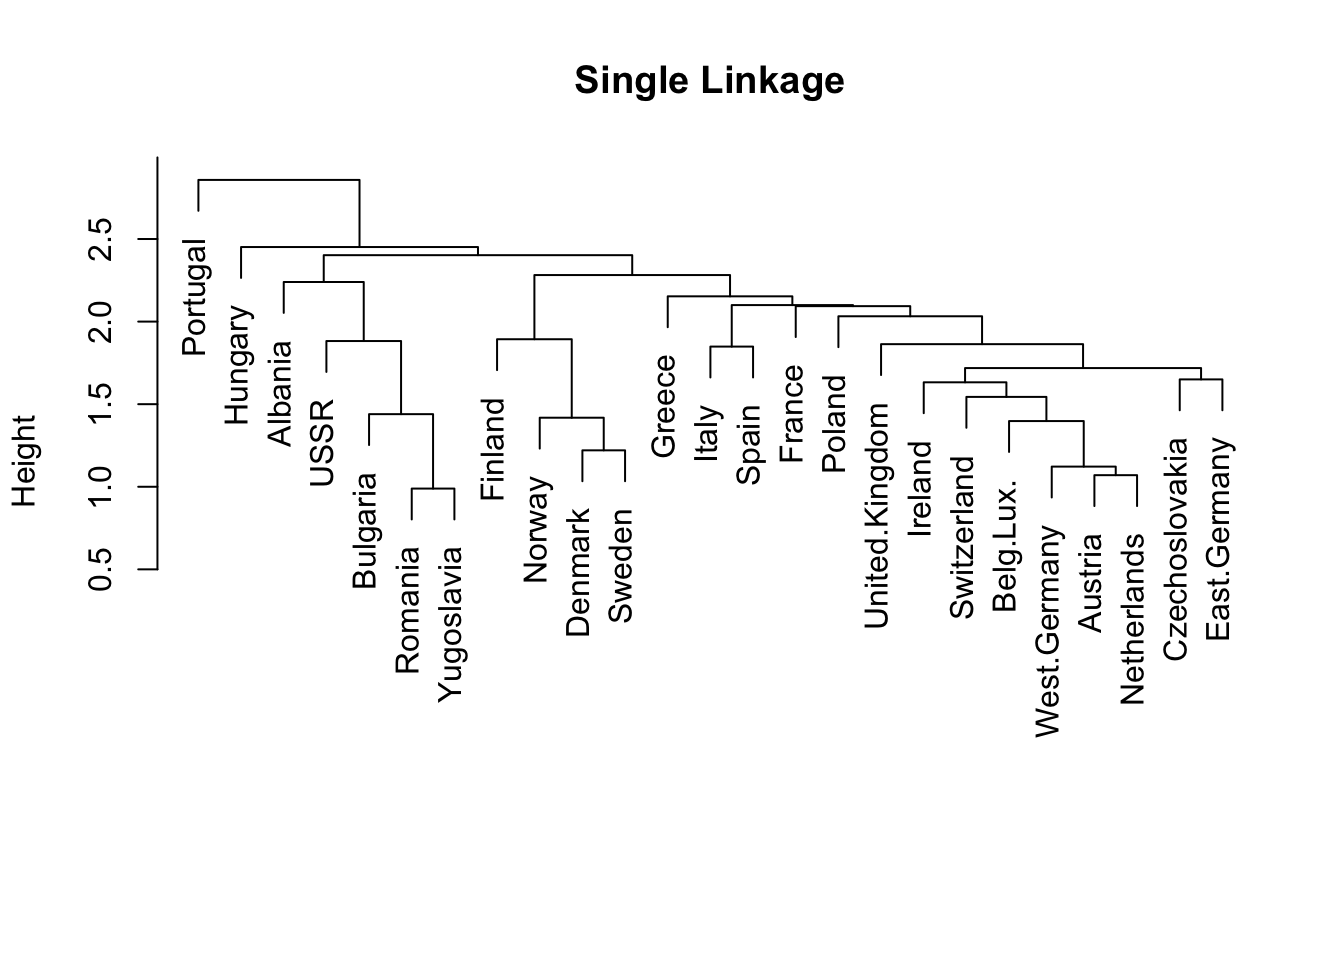 Single Linkage
Height
2.5
2.0
1.5
1.0
0.5
Portugal
Hungary
Albania
USSR
Bulgaria
Romania
Yugoslavia
Finland
Norway
Denmark
Sweden
Greece
Italy
Spain
France
Poland
United.Kingdom
Ireland
Switzerland
Belg.Lux.
West.Germany
Austria
Netherlands
Czechoslovakia
East.Germany